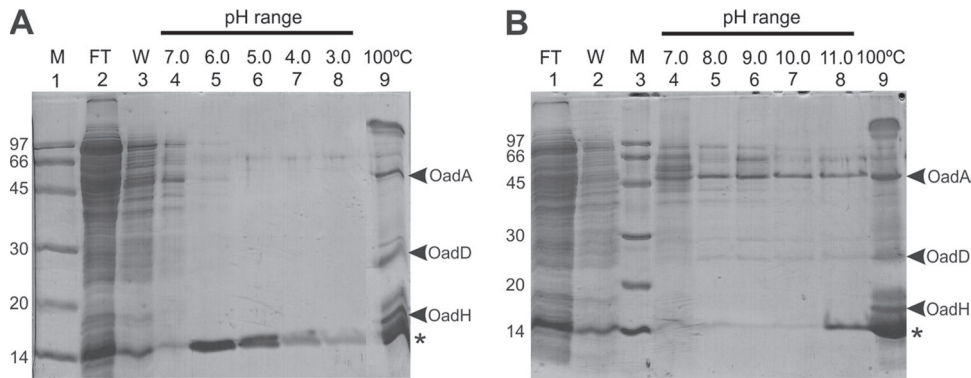 A
pH range
M FT W 7.0 6.0 5.0 4.0 3.0 100ºC
1 2 3 4 5 6 7 8 9
97
66
45
30
20
14
OadA
OadD
OadH
*
B
pH range
FT W M 7.0 8.0 9.0 10.0 11.0 100ºC
1 2 3 4 5 6 7 8 9
97
66
45
30
20
14
OadA
OadD
OadH
*